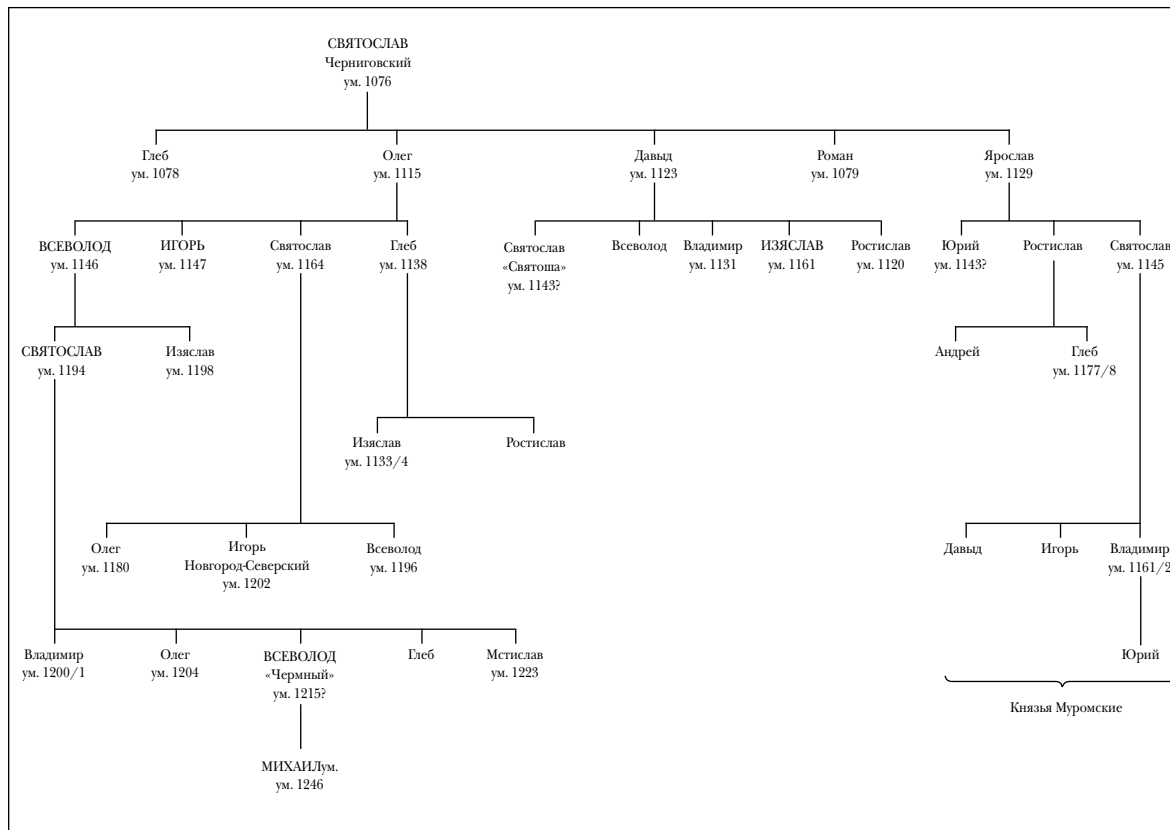 СВЯТОСЛАВ
Черниговский
ум. 1076
Глеб
ум. 1078
Олег
ум. 1115
Давыд
ум. 1123
Роман
ум. 1079
Ярослав
ум. 1129
ВСЕВОЛОД
ум. 1146
ИГОРЬ
ум. 1147
Святослав
ум. 1164
Глеб
ум. 1138
Святослав
«Святоша»
ум. 1143?
Всеволод
Владимир
ум. 1131
ИЗЯСЛАВ
ум. 1161
Ростислав
ум. 1120
Юрий
ум. 1143?
Ростислав
Святослав
ум. 1145
СВЯТОСЛАВ
ум. 1194
Изяслав
ум. 1198
Андрей
Глеб
ум. 1177/8
Изяслав
ум. 1133/4
Ростислав
Олег
ум. 1180
Игорь
Новгород-Северский
ум. 1202
Всеволод
ум. 1196
Давыд
Игорь
Владимир
ум. 1161/2
Владимир
ум. 1200/1
Олег
ум. 1204
ВСЕВОЛОД
«Чермный»
ум. 1215?
Глеб
Мстислав
ум. 1223
Юрий
Князья Муромские
МИХАИЛум.
ум. 1246